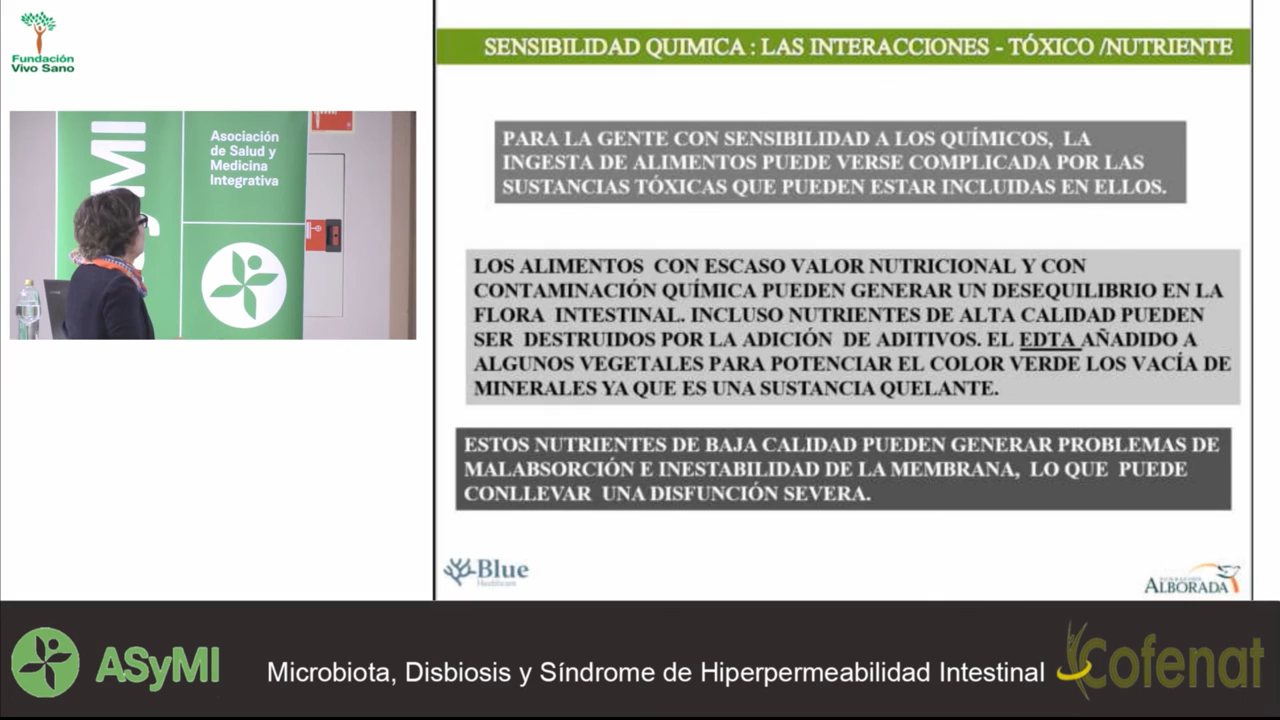 Fundación
Vivo Sano
SENSIBILIDAD QUIMICA : LAS INTERACCIONES - TÓXICO /NUTRIENTE
Asociación
de Salud y
Medicina
Integrativa
yMI
PARA LA GENTE CON SENSIBILIDAD A LOS QUÍMICOS, LA
INGESTA DE ALIMENTOS PUEDE VERSE COMPLICADA POR LAS
SUSTANCIAS TÓXICAS QUE PUEDEN ESTAR INCLUIDAS EN ELLOS.
LOS ALIMENTOS CON ESCASO VALOR NUTRICIONAL Y CON
CONTAMINACIÓN QUÍMICA PUEDEN GENERAR UN DESEQUILIBRIO EN LA
FLORA INTESTINAL. INCLUSO NUTRIENTES DE ALTA CALIDAD PUEDEN
SER DESTRUIDOS POR LA ADICIÓN DE ADITIVOS. EL EDTA AÑADIDO A
ALGUNOS VEGETALES PARA POTENCIAR EL COLOR VERDE LOS VACÍA DE
MINERALES YA QUE ES UNA SUSTANCIA QUELANTE.
ESTOS NUTRIENTES DE BAJA CALIDAD PUEDEN GENERAR PROBLEMAS DE
MALABSORCIÓN E INESTABILIDAD DE LA MEMBRANA, LO QUE PUEDE
CONLLEVAR UNA DISFUNCIÓN SEVERA.
Blue
Healthcare
FUNDACIÓN
ALBORADA
ASyMI
Microbiota, Disbiosis y Síndrome de Hiperpermeabilidad Intestinal
Cofenat